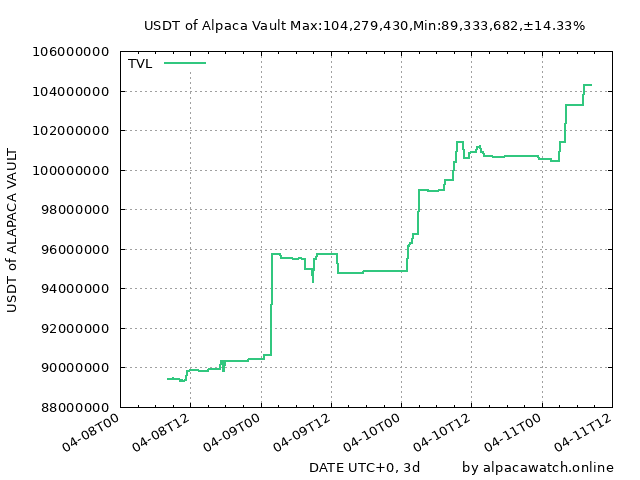 USDT of Alpaca Vault Max:104,279,430,Min:89,333,682,±14.33%
TVL
USDT of ALAPACA VAULT
106000000
104000000
102000000
100000000
98000000
96000000
94000000
92000000
90000000
88000000
04-08T00
04-08T12
04-09T00
04-09T12
04-10T00
04-10T12
04-11T00
04-11T12
DATE UTC+0, 3d
by alpacawatch.online